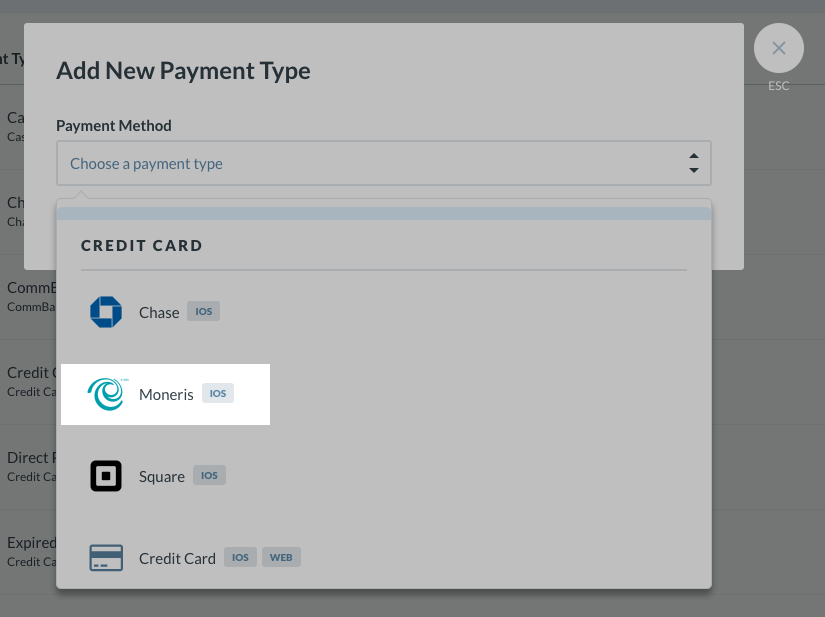 Add New Payment Type
ESC
nt Ty
Payment Method
Choose a payment type
CREDIT CARD
Chase IOS
Moneris IOS
Square IOS
Credit Card IOS WEB
Ca
Cas
Ch
Cha
CommB
CommBa
Credit C
Credit Ca
Direct
Credit Ca
Expired
Credit Ca